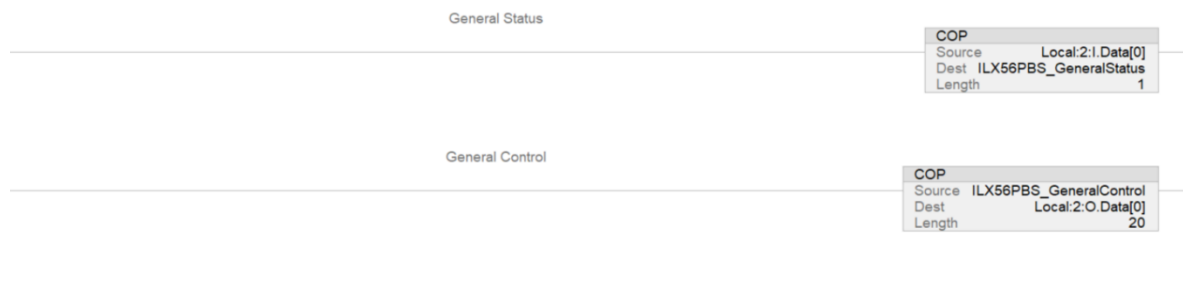 General Status
COP
Source Local:2:I.Data[0]
Dest ILX56PBS_GeneralStatus
Length 1
General Control
COP
Source ILX56PBS_GeneralControl
Dest Local:2:O.Data[0]
Length 20